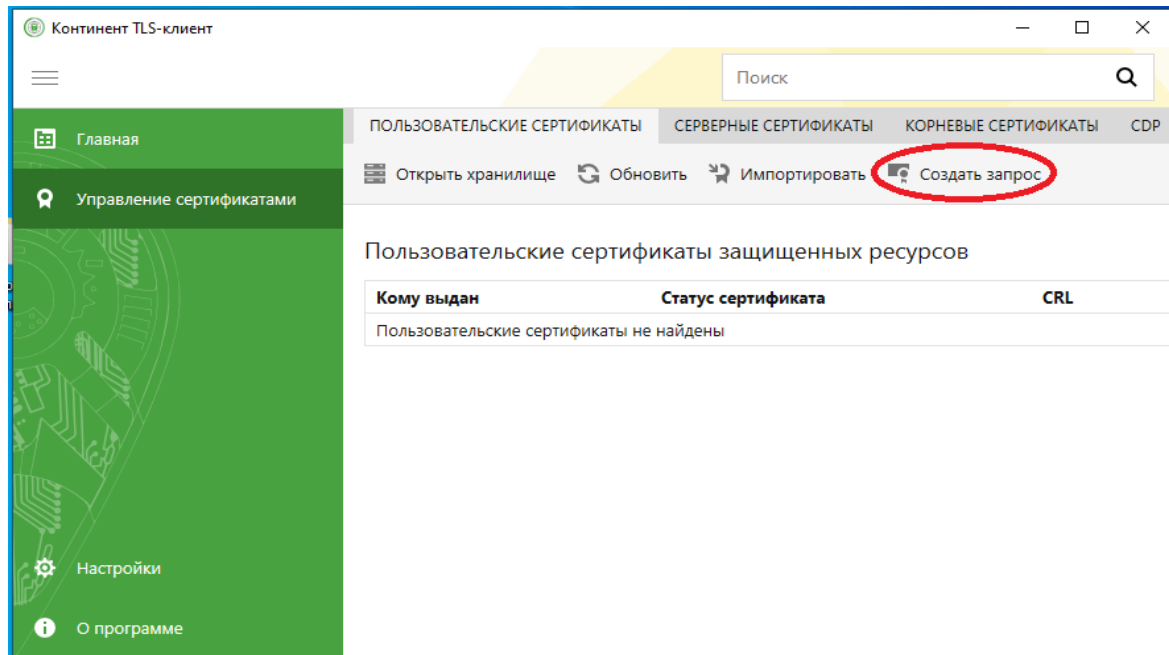 Континент TLS-клиент
Поиск
Главная
Управление сертификатами
Настройки
О программе
ПОЛЬЗОВАТЕЛЬСКИЕ СЕРТИФИКАТЫ СЕРВЕРНЫЕ СЕРТИФИКАТЫ КОРНЕВЫЕ СЕРТИФИКАТЫ CDP
Открыть хранилище Обновить Импортировать Создать запрос
Пользовательские сертификаты защищенных ресурсов
Кому выдан Статус сертификата CRL
Пользовательские сертификаты не найдены